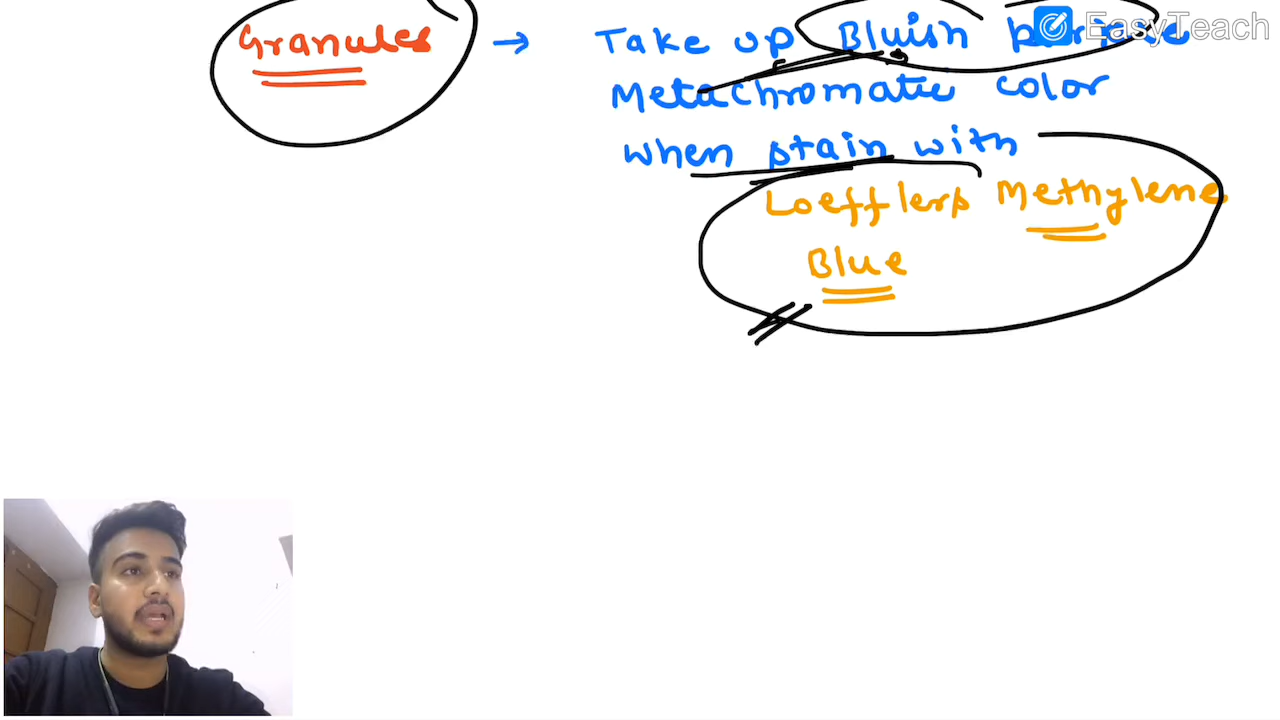 Granules → Take up Bluish
EasyTeach
Metachromatic color
when stain with
Loefflers Methylene
Blue